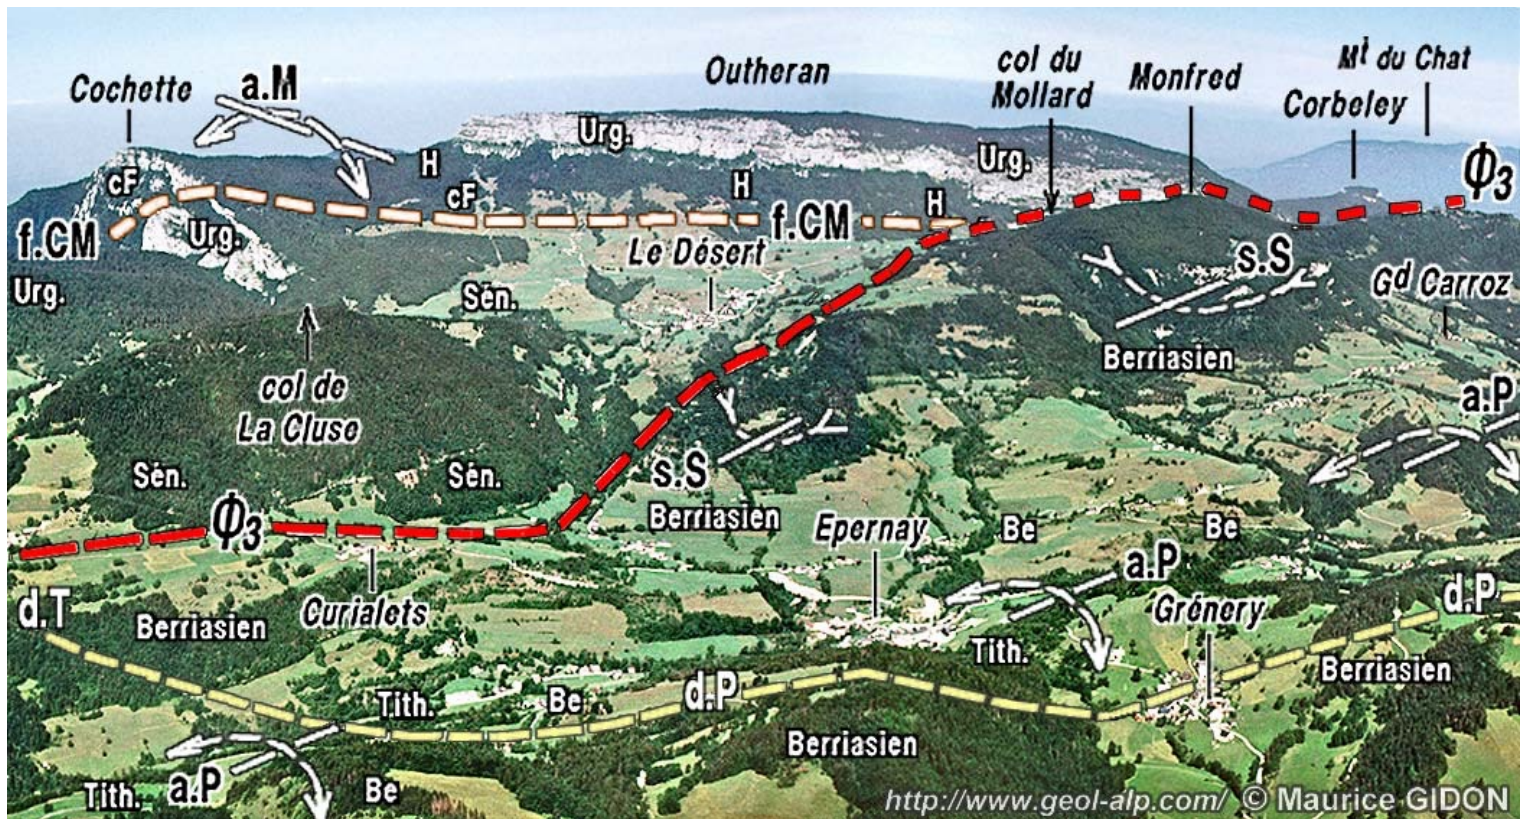 Mt du Chat
Outheran
col du
Mollard
Monfred
Cochette
a.M
Corbeley
Urg.
H
Urg.
cF
cF
H
H
φ3
f.CM
Urg.
f.CM
Le Désert
s.S
Gd Carroz
Urg.
Sén.
Berriasien
col de
La Cluse
a.P
Sén.
Sén.
s.S
φ3
Berriasien
Epernay
Be
Be
a.P
d.T
Berriasien
Curialets
Grénery
d.P
Tith.
Berriasien
Tith.
Be
d.P
Berriasien
Tith.
a.P
Be
http://www.geol-alp.com/ © Maurice GIDON